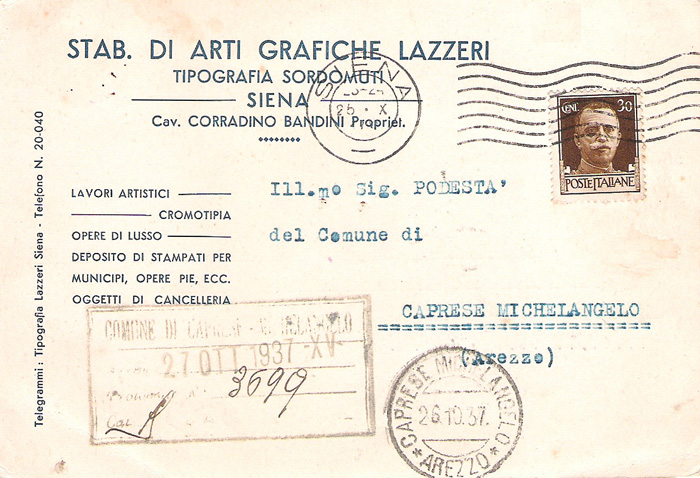 STAB. DI ARTI GRAFICHE LAZZERI
TIPOGRAFIA SORDOMUTI
SIENA
Cav. CORRADINO BANDINI Propriet.
SIENA
25 · X
CENT. 30
POSTE ITALIANE
LAVORI ARTISTICI
CROMOTIPIA
OPERE DI LUSSO
DEPOSITO DI STAMPATI PER
MUNICIPI, OPERE PIE, ECC.
OGGETTI DI CANCELLERIA
Telegrammi: Tipografia Lazzeri Siena - Telefono N. 20-040
Ill.mo Sig. PODESTA'
del Comune di
CAPRESE MICHELANGELO
(Arezzo)
COMUNE DI CAPRESE MICHELANGELO
27 OTT 1937 -XV-
3699
Cat.
CAPRESE MICHELANGELO
26.10.37.
* AREZZO *